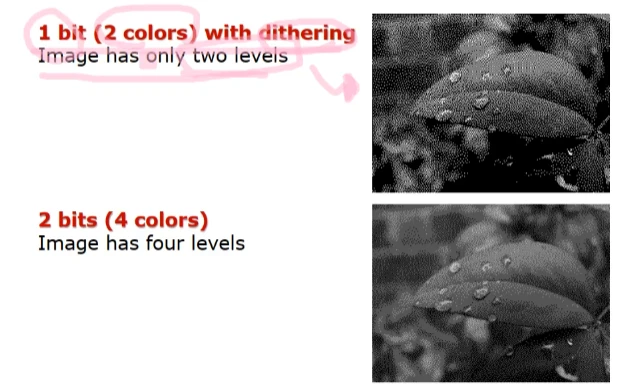 1 bit (2 colors) with dithering
Image has only two levels
2 bits (4 colors)
Image has four levels